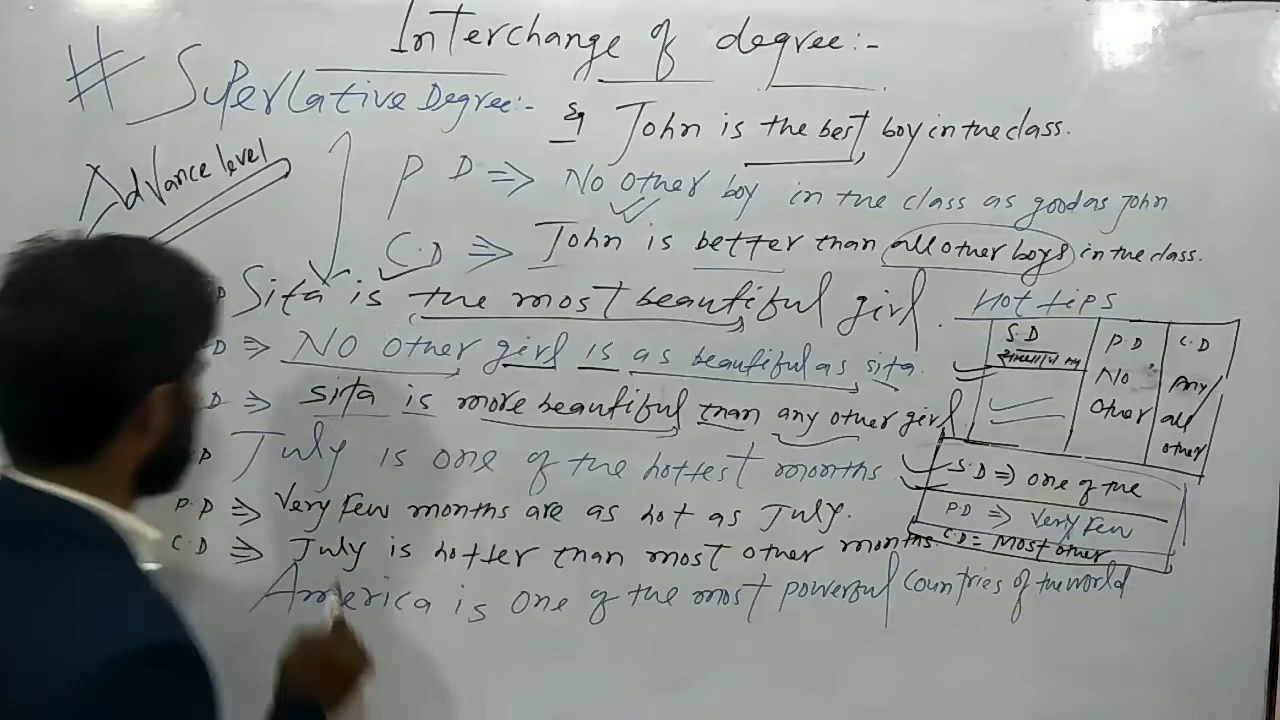 Interchange of degree:-
# Superlative Degree:-
Eg John is the best boy in the class.
Advance level
P D ⇒ No other boy in the class as good as John
C.D ⇒ John is better than all other boys in the class.
Sita is the most beautiful girl.
D ⇒ No other girl is as beautiful as sita.
D ⇒ sita is more beautiful than any other girl
July is one of the hottest months
P.D ⇒ Very Few months are as hot as July.
C.D ⇒ July is hotter than most other months.
America is one of the most powerful Countries of the world
Hot tips
S.D P.D C.D
No Other
Any/ all other
S.D ⇒ one of the
P.D ⇒ Very Few
C.D = Most other